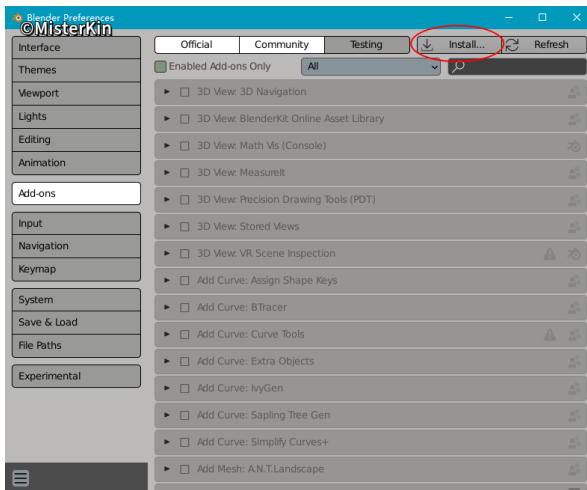 Blender Preferences
©MisterKin
Interface
Themes
Viewport
Lights
Editing
Animation
Add-ons
Input
Navigation
Keymap
System
Save & Load
File Paths
Experimental
Official Community Testing Install... Refresh
Enabled Add-ons Only All
3D View: 3D Navigation
3D View: BlenderKit Online Asset Library
3D View: Math Vis (Console)
3D View: MeasureIt
3D View: Precision Drawing Tools (PDT)
3D View: Stored Views
3D View: VR Scene Inspection
Add Curve: Assign Shape Keys
Add Curve: BTracer
Add Curve: Curve Tools
Add Curve: Extra Objects
Add Curve: IvyGen
Add Curve: Sapling Tree Gen
Add Curve: Simplify Curves+
Add Mesh: A.N.T.Landscape